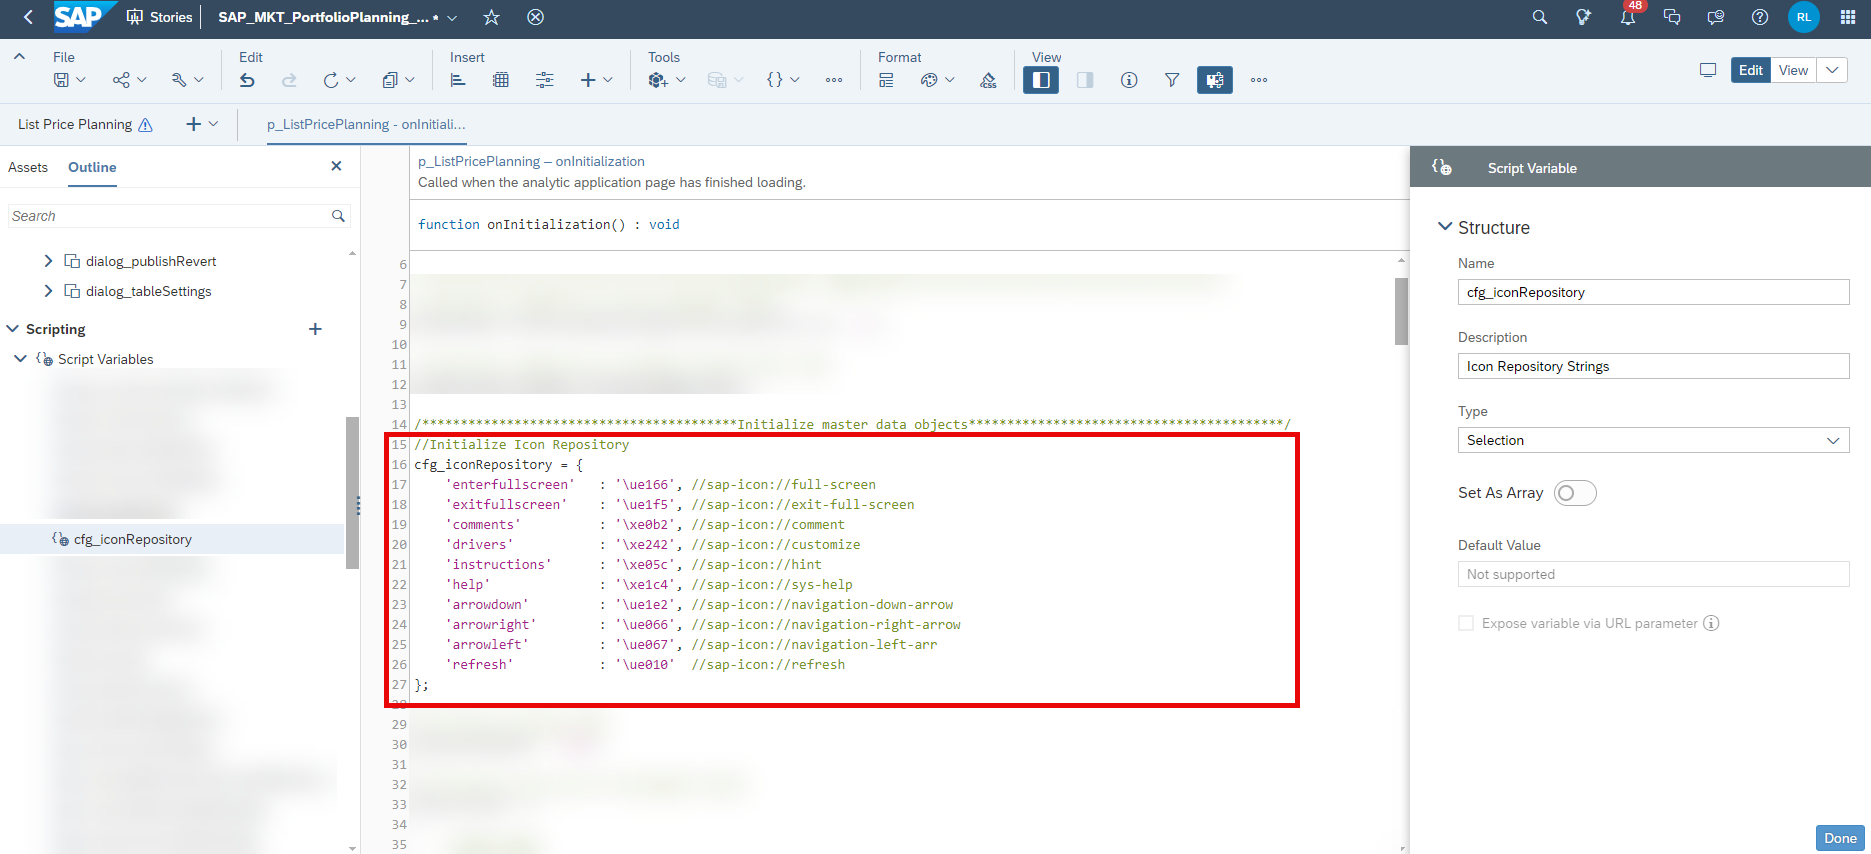 SAP Stories SAP_MKT_PortfolioPlanning_... *
48
RL
File Edit Insert Tools Format View
CSS
Edit View
List Price Planning
p_ListPricePlanning - onInitiali...
Assets Outline
Search
dialog_publishRevert
dialog_tableSettings
Scripting
Script Variables
cfg_iconRepository
p_ListPricePlanning – onInitialization
Called when the analytic application page has finished loading.
function onInitialization() : void
6
7
8
9
10
11
12
13
14 /*****************************************Initialize master data objects*****************************************/
15 //Initialize Icon Repository
16 cfg_iconRepository = {
17 'enterfullscreen' : '\ue166', //sap-icon://full-screen
18 'exitfullscreen' : '\ue1f5', //sap-icon://exit-full-screen
19 'comments' : '\xe0b2', //sap-icon://comment
20 'drivers' : '\xe242', //sap-icon://customize
21 'instructions' : '\xe05c', //sap-icon://hint
22 'help' : '\xe1c4', //sap-icon://sys-help
23 'arrowdown' : '\ue1e2', //sap-icon://navigation-down-arrow
24 'arrowright' : '\ue066', //sap-icon://navigation-right-arrow
25 'arrowleft' : '\ue067', //sap-icon://navigation-left-arr
26 'refresh' : '\ue010' //sap-icon://refresh
27 };
28
29
30
31
32
33
34
35
Script Variable
Structure
Name
cfg_iconRepository
Description
Icon Repository Strings
Type
Selection
Set As Array
Default Value
Not supported
Expose variable via URL parameter
Done